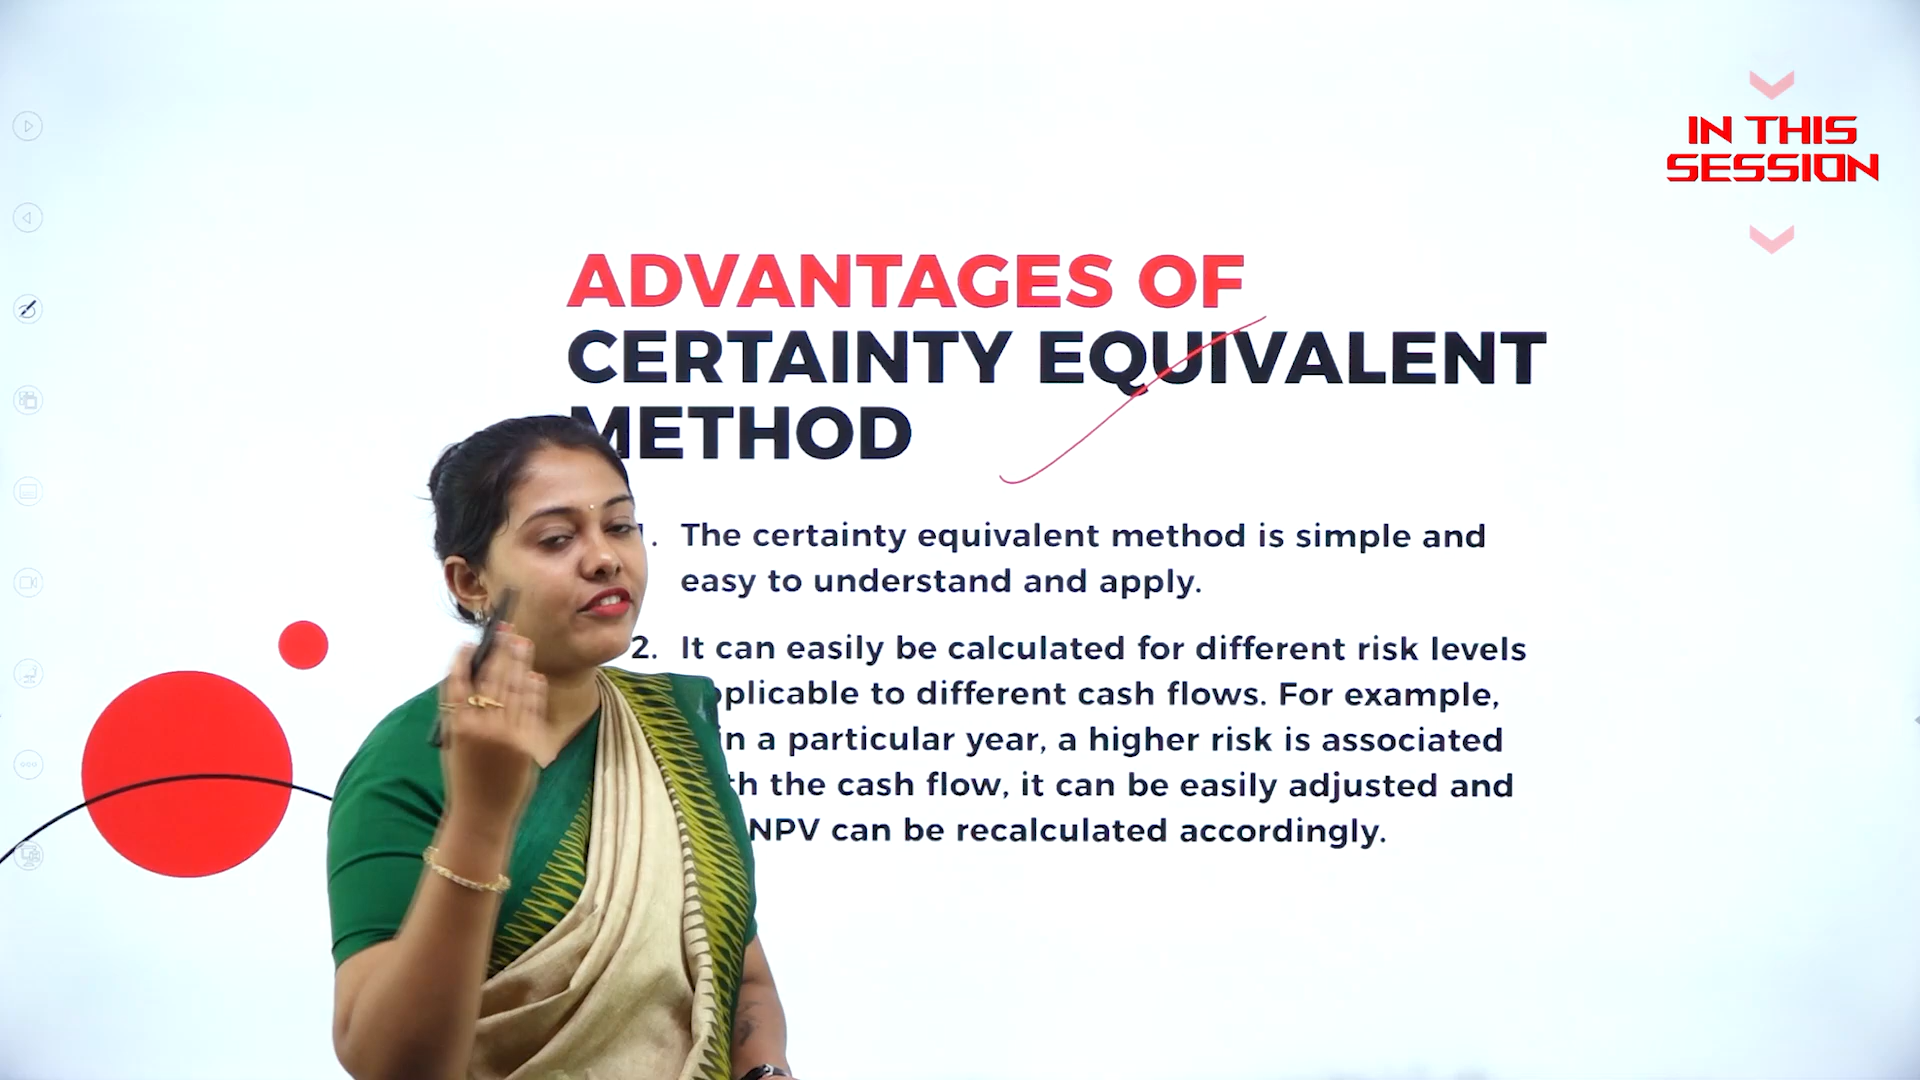 IN THIS
SESSION
ADVANTAGES OF
CERTAINTY EQUIVALENT
METHOD
1. The certainty equivalent method is simple and
easy to understand and apply.
2. It can easily be calculated for different risk levels
applicable to different cash flows. For example,
in a particular year, a higher risk is associated
the cash flow, it can be easily adjusted and
NPV can be recalculated accordingly.